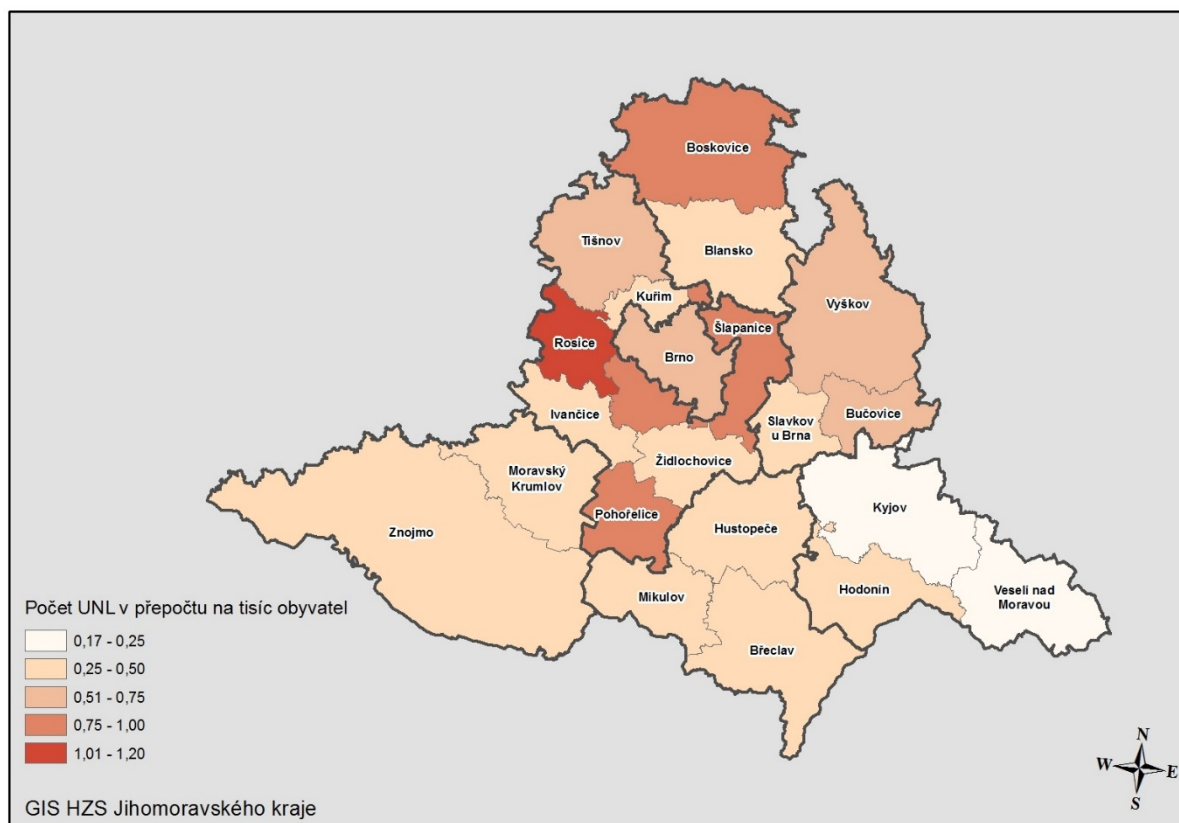 Boskovice
Tišnov
Blansko
Kuřim
Vyškov
Šlapanice
Rosice
Brno
Ivančice
Slavkov
u Brna
Bučovice
Židlochovice
Moravský
Krumlov
Pohořelice
Kyjov
Znojmo
Hustopeče
Mikulov
Hodonín
Veselí nad
Moravou
Břeclav
Počet UNL v přepočtu na tisíc obyvatel
0,17 - 0,25
0,25 - 0,50
0,51 - 0,75
0,75 - 1,00
1,01 - 1,20
N
W
E
S
GIS HZS Jihomoravského kraje